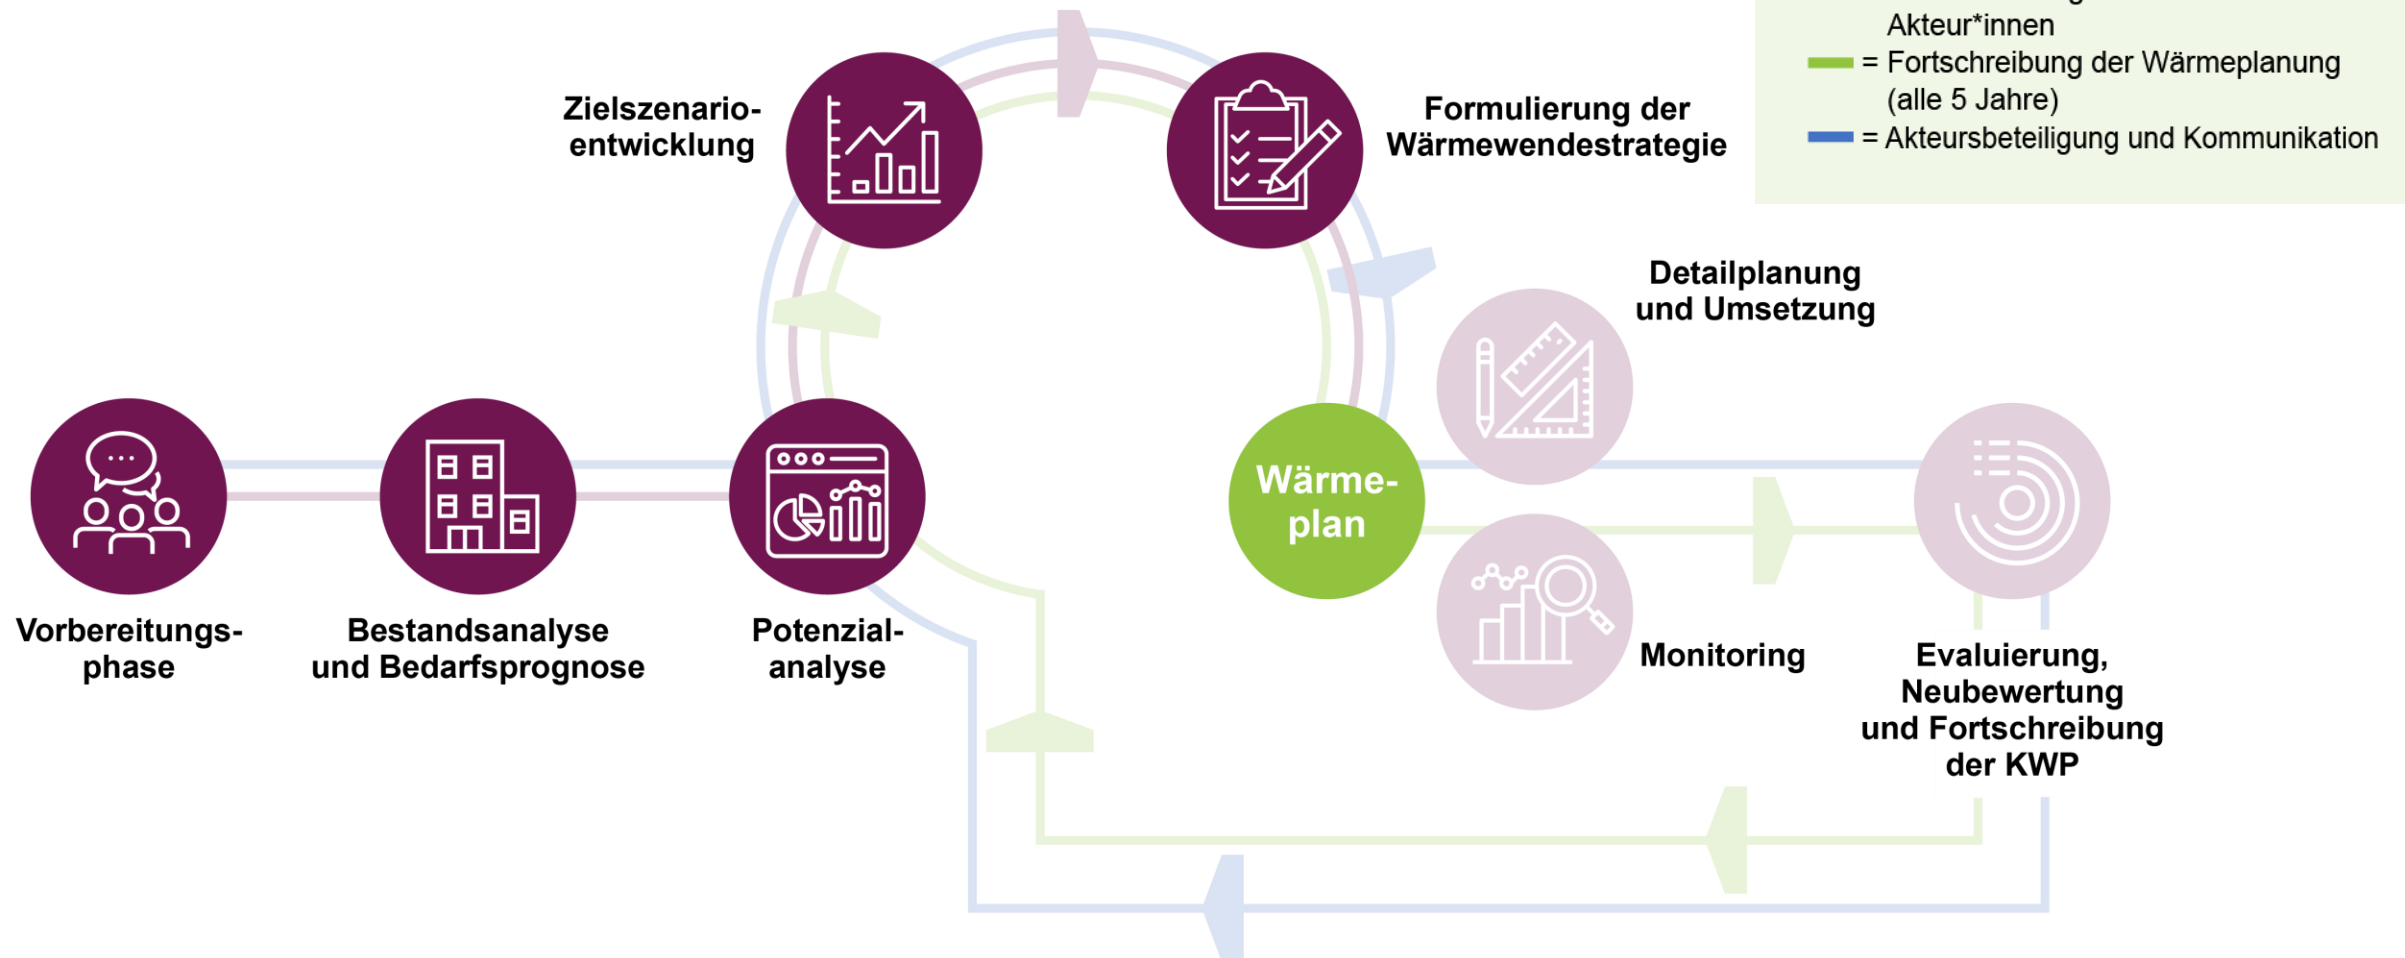 Akteur*innen
= Fortschreibung der Wärmeplanung
(alle 5 Jahre)
= Akteursbeteiligung und Kommunikation
Zielszenario-
entwicklung
Formulierung der
Wärmewendestrategie
Detailplanung
und Umsetzung
Wärme-
plan
Vorbereitungs-
phase
Bestandsanalyse
und Bedarfsprognose
Potenzial-
analyse
Monitoring
Evaluierung,
Neubewertung
und Fortschreibung
der KWP